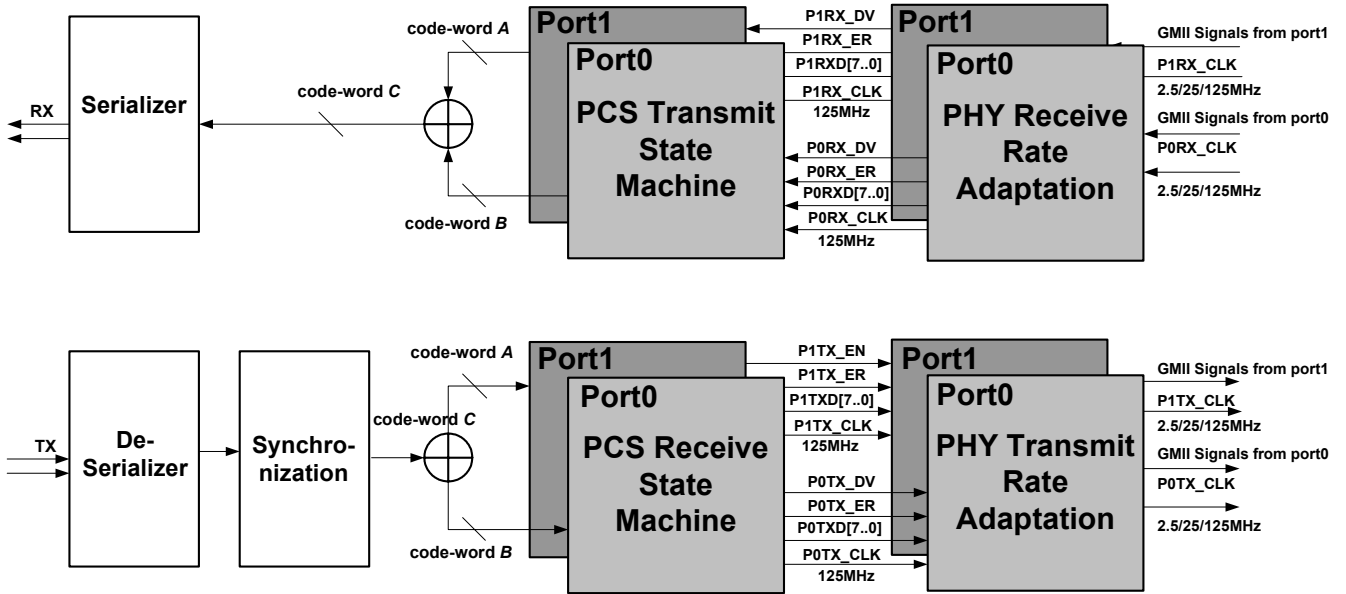 Port1
Port0
PCS Transmit
State
Machine
Port1
Port0
PHY Receive
Rate
Adaptation
P1RX_DV
P1RX_ER
P1RXD[7..0]
P1RX_CLK
125MHz
P0RX_DV
P0RX_ER
P0RXD[7..0]
P0RX_CLK
125MHz
GMII Signals from port1
P1RX_CLK
2.5/25/125MHz
GMII Signals from port0
P0RX_CLK
2.5/25/125MHz
code-word A
code-word C
code-word B
Serializer
RX
TX
De-
Serializer
Synchro-
nization
code-word A
code-word C
code-word B
Port1
Port0
PCS Receive
State
Machine
P1TX_EN
P1TX_ER
P1TXD[7..0]
P1TX_CLK
125MHz
P0TX_DV
P0TX_ER
P0TXD[7..0]
P0TX_CLK
125MHz
Port1
Port0
PHY Transmit
Rate
Adaptation
GMII Signals from port1
P1TX_CLK
2.5/25/125MHz
GMII Signals from port0
P0TX_CLK
2.5/25/125MHz